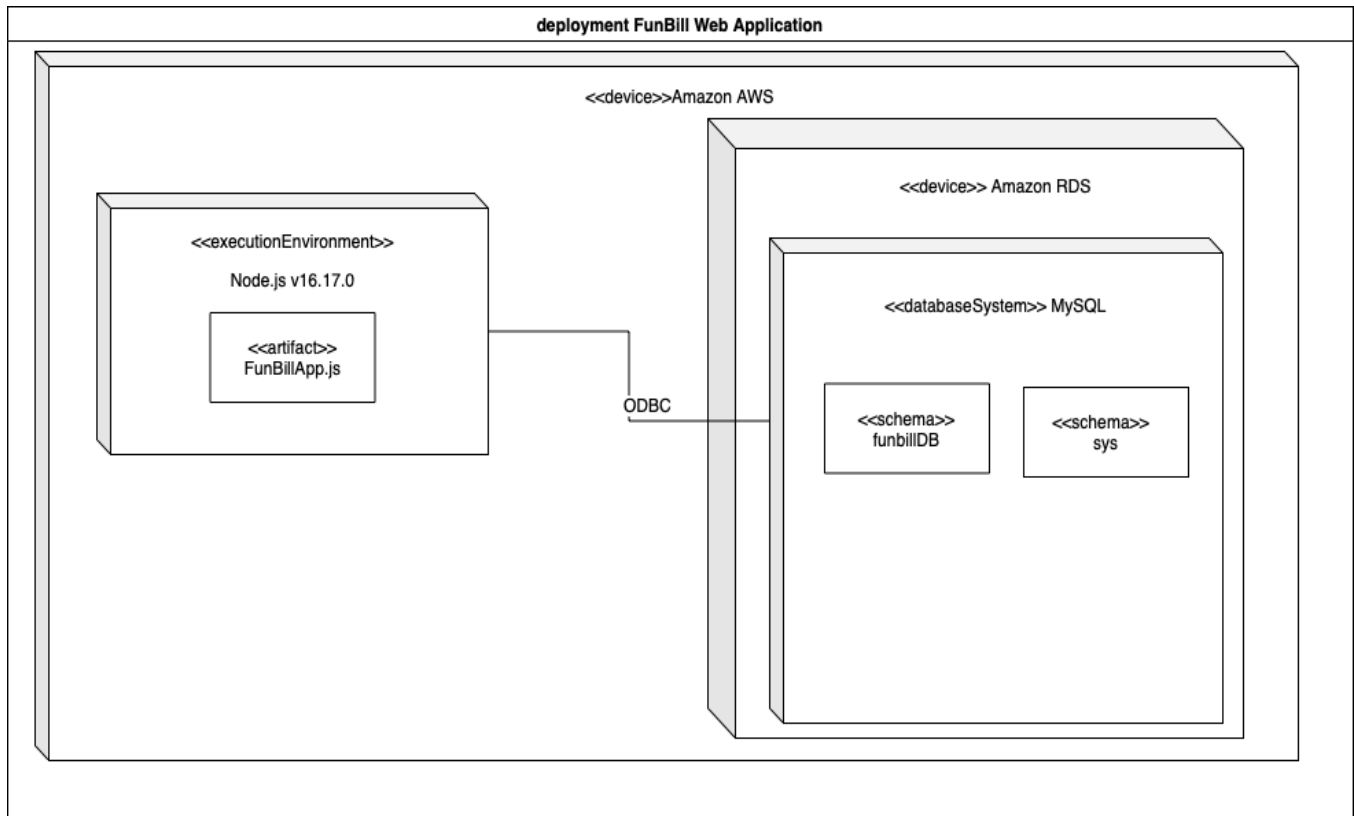 deployment FunBill Web Application
<<device>>Amazon AWS
<<device>> Amazon RDS
<<executionEnvironment>>
Node.js v16.17.0
<<artifact>>
FunBillApp.js
ODBC
<<databaseSystem>> MySQL
<<schema>>
funbillDB
<<schema>>
sys